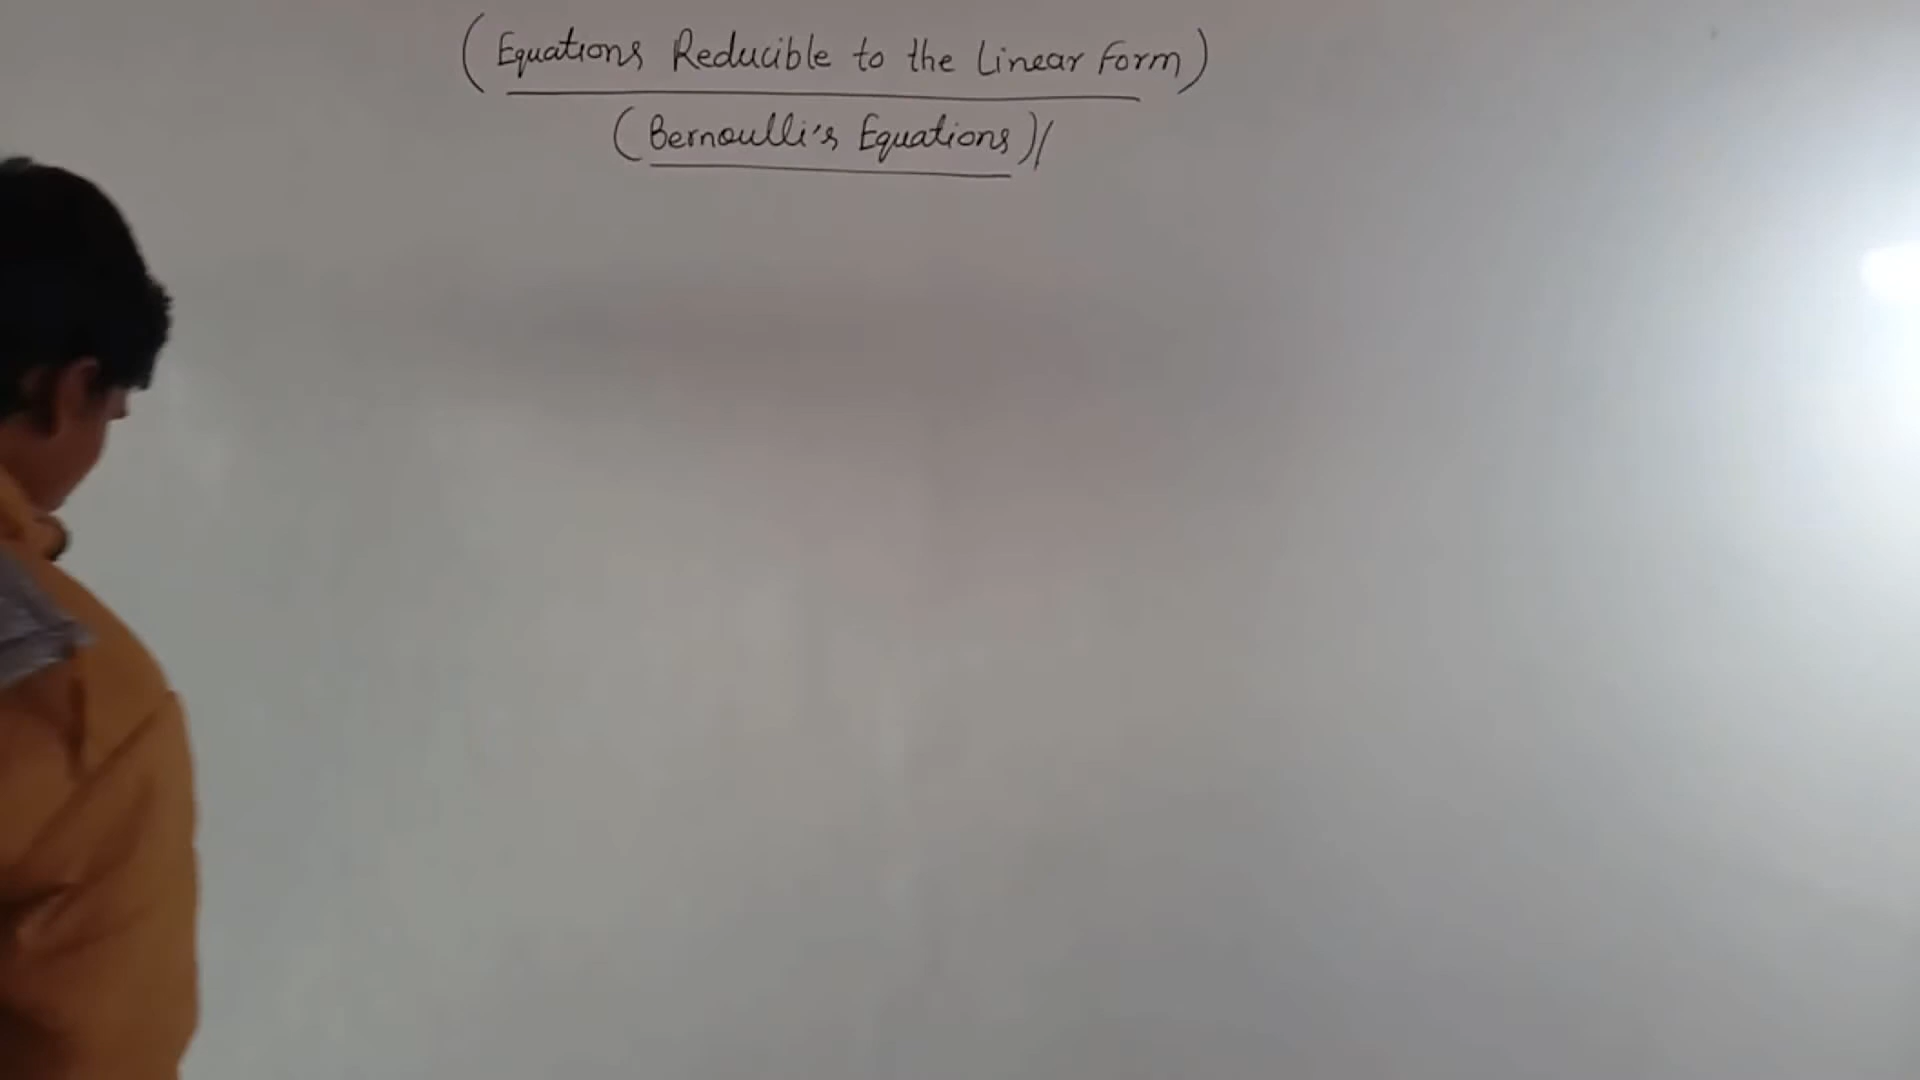 (Equations Reducible to the Linear Form)
(Bernoulli's Equations)/